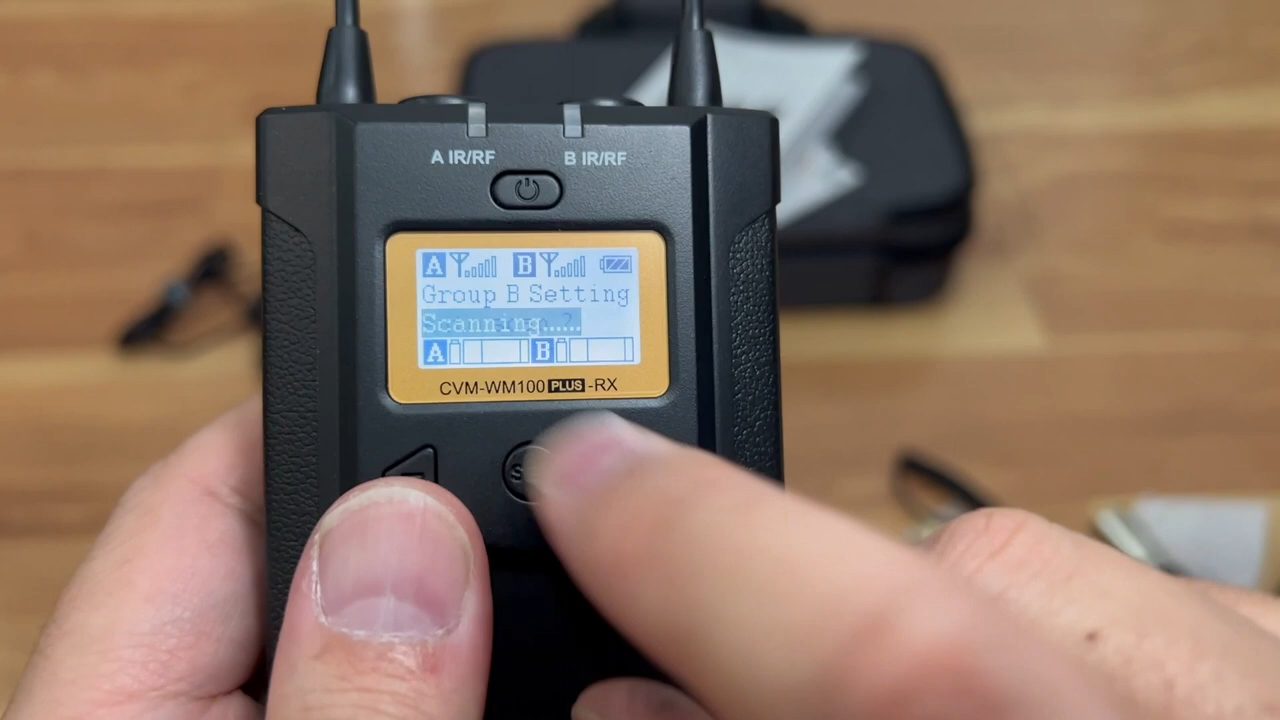 A IR/RF B IR/RF
A B
Group B Setting
Scanning......
A B
CVM-WM100 PLUS -RX